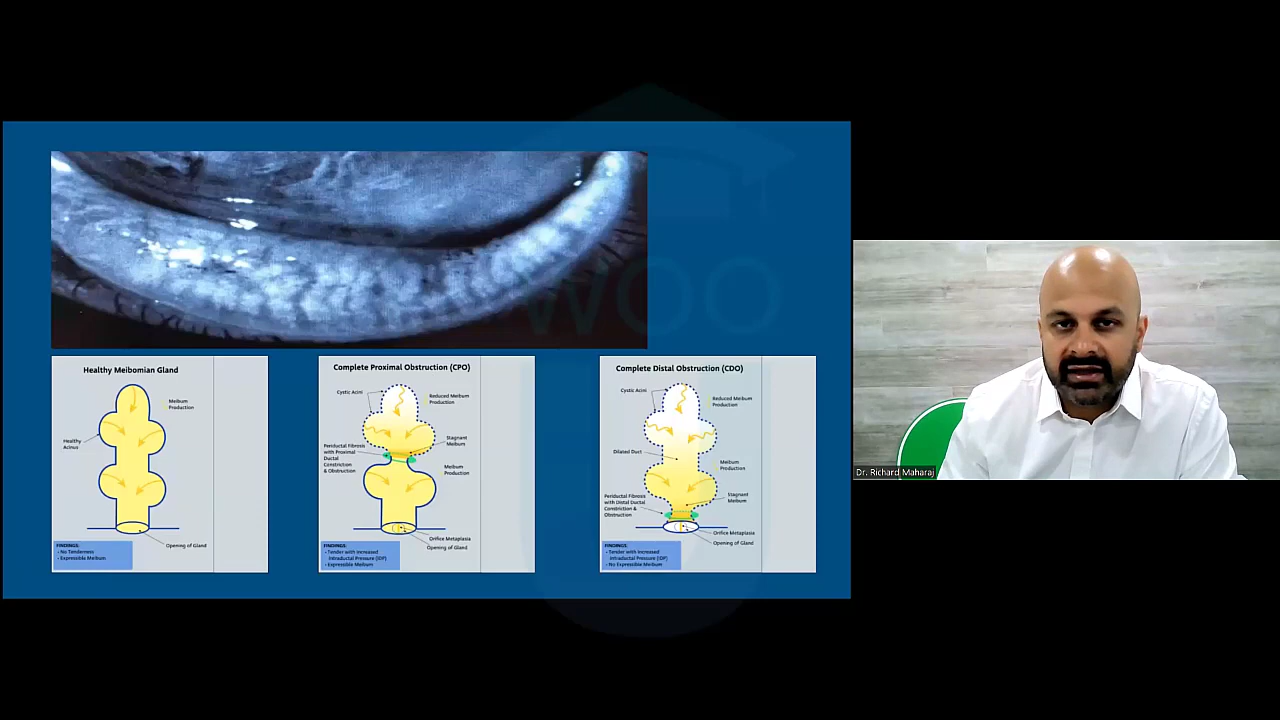 WOO
Healthy Meibomian Gland
Meibum
Production
Healthy
Acinus
Opening of Gland
FINDINGS:
- No Tenderness
- Expressible Meibum
Complete Proximal Obstruction (CPO)
Cystic Acini
Reduced Meibum
Production
Stagnant
Meibum
Periductal Fibrosis
with Proximal
Ductal
Constriction
& Obstruction
Meibum
Production
Orifice Metaplasia
Opening of Gland
FINDINGS:
- Tender with Increased
Intraductal Pressure (IDP)
- Expressible Meibum
Complete Distal Obstruction (CDO)
Cystic Acini
Reduced Meibum
Production
Dilated Duct
Meibum
Production
Periductal Fibrosis
with Distal Ductal
Constriction &
Obstruction
Stagnant
Meibum
Orifice Metaplasia
Opening of Gland
FINDINGS:
- Tender with Increased
Intraductal Pressure (IDP)
- No Expressible Meibum
Dr. Richard Maharaj